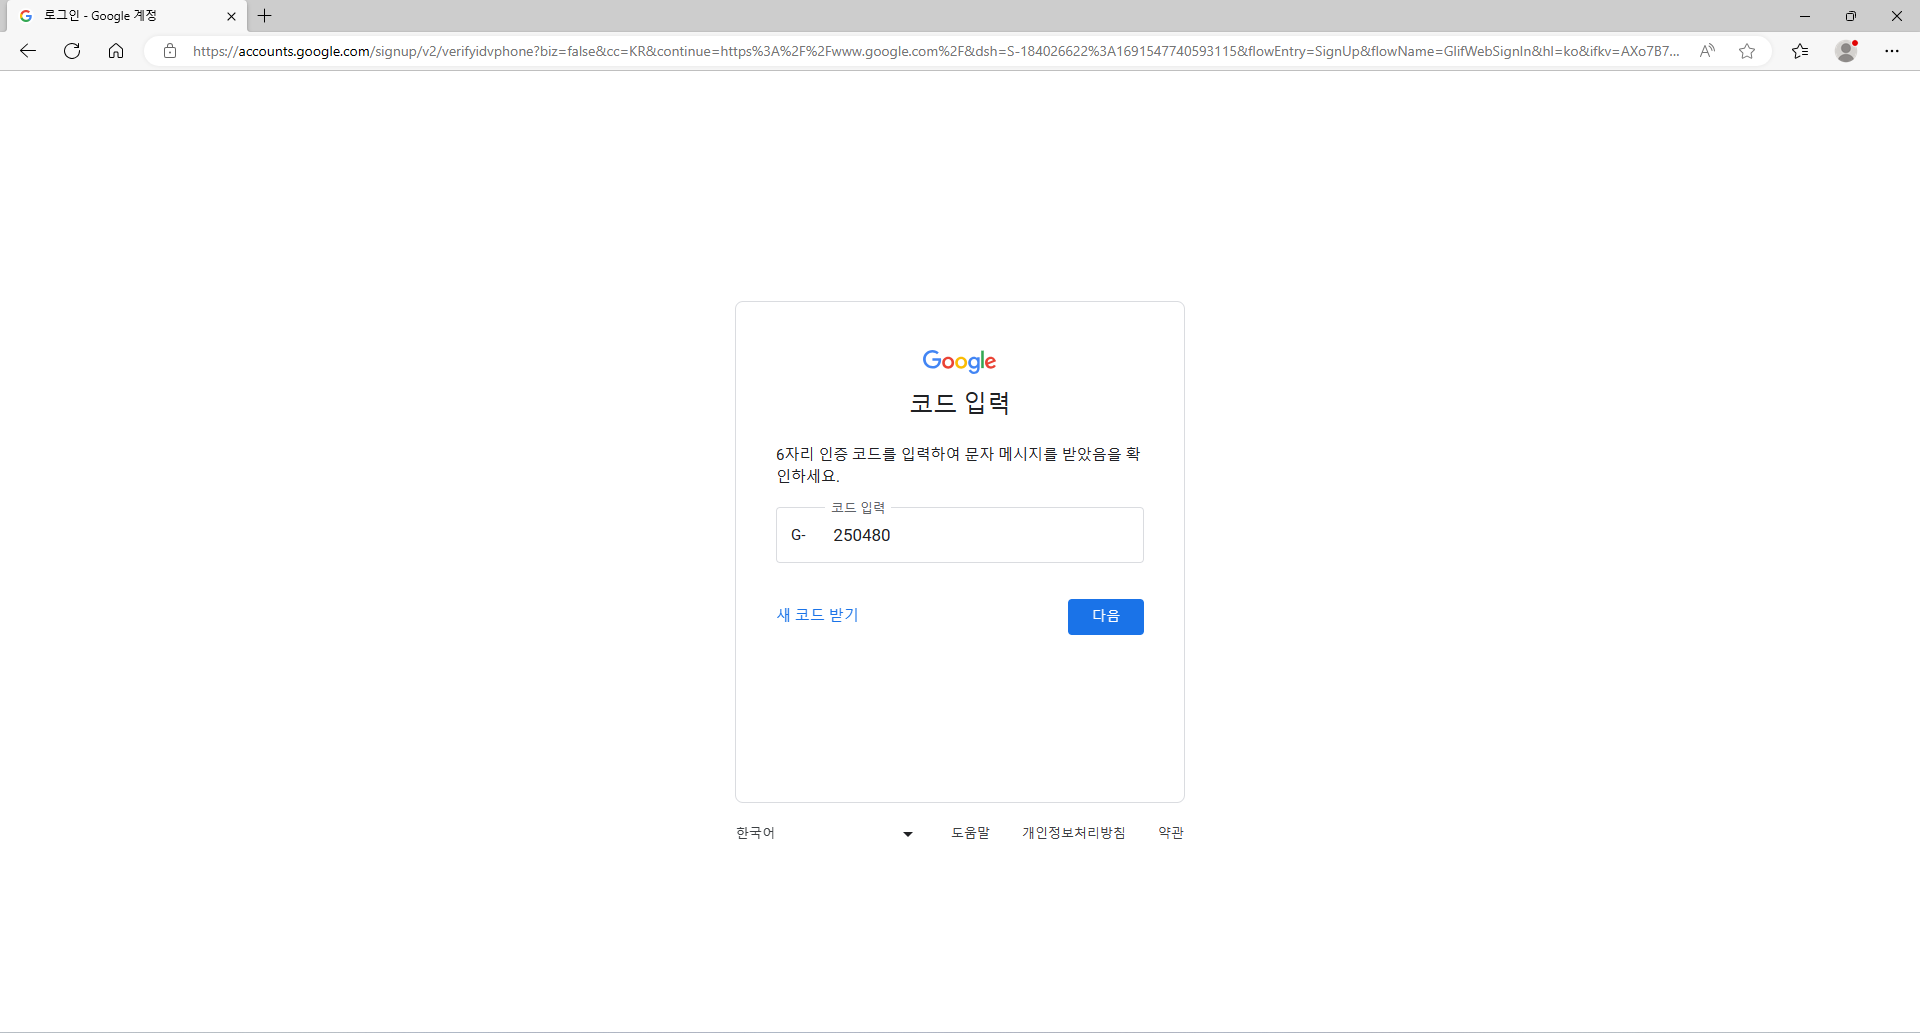 로그인 - Google 계정
https://accounts.google.com/signup/v2/verifyidvphone?biz=false&cc=KR&continue=https%3A%2F%2Fwww.google.com%2F&dsh=S-184026622%3A1691547740593115&flowEntry=SignUp&flowName=GlifWebSignIn&hl=ko&ifkv=AXo7B7...
Google
코드 입력
6자리 인증 코드를 입력하여 문자 메시지를 받았음을 확
인하세요.
코드 입력
G- 250480
새 코드 받기 다음
한국어 도움말 개인정보처리방침 약관